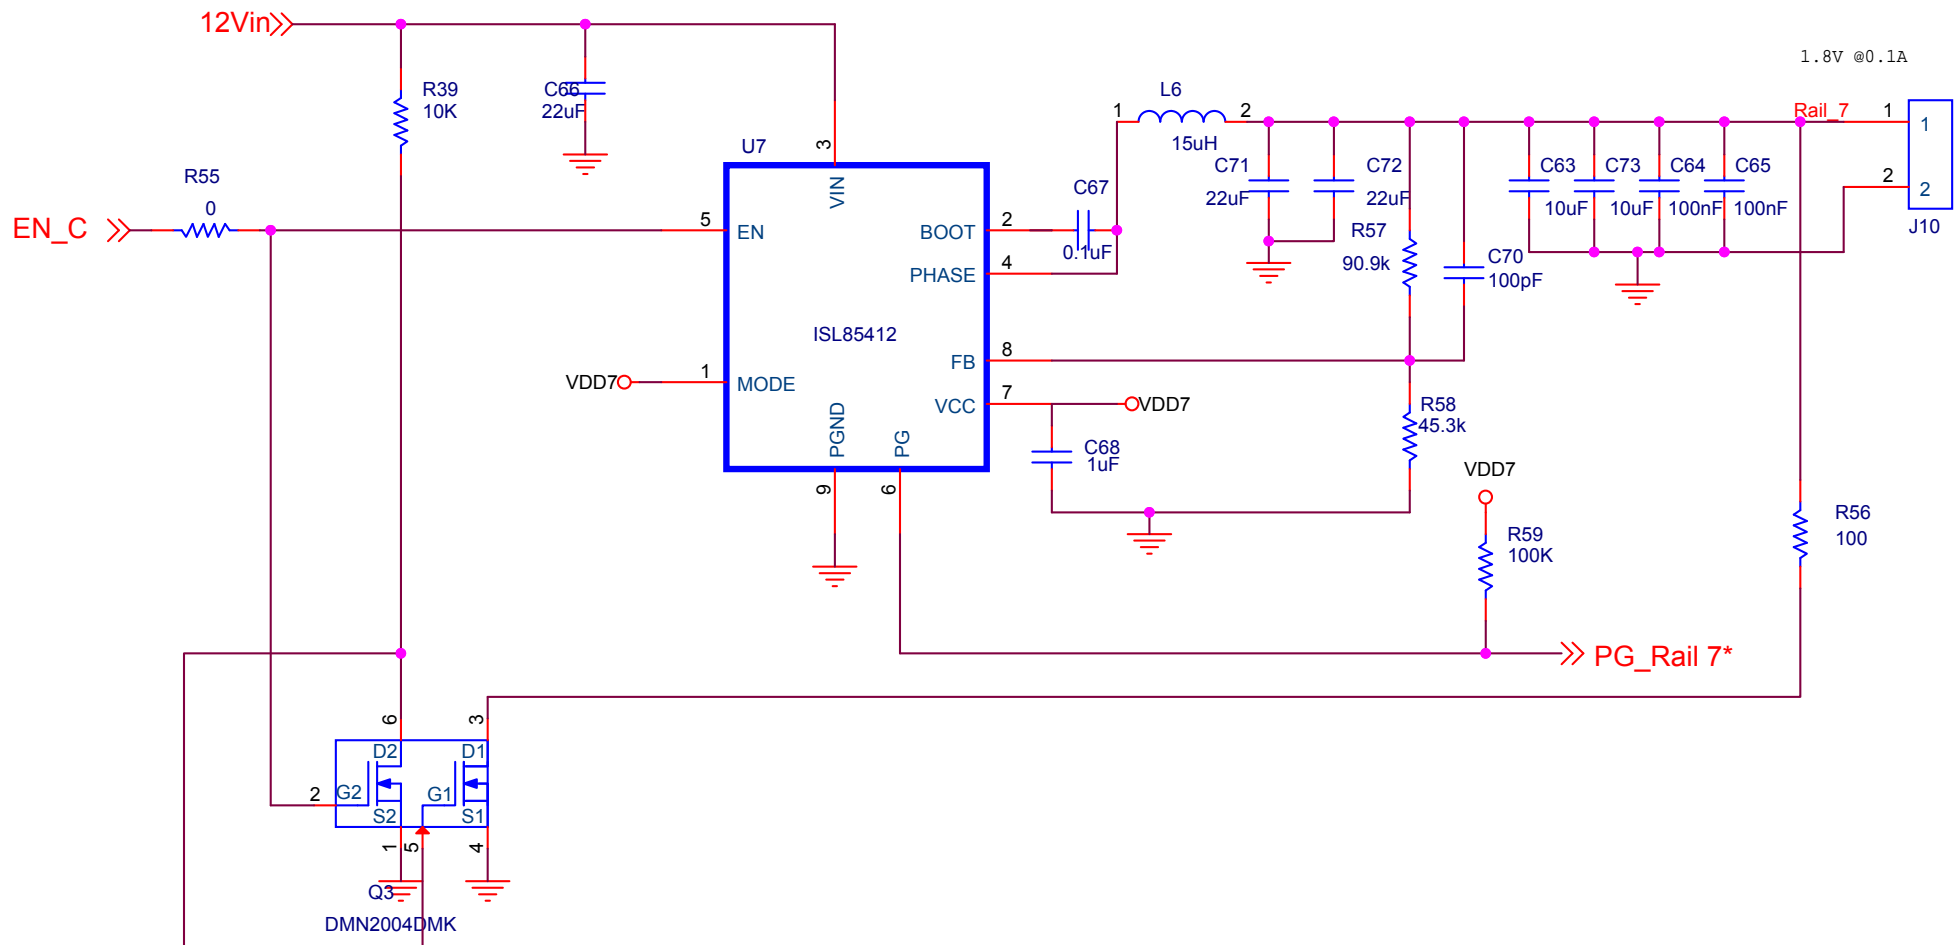 12Vin
1.8V @0.1A
R39
10K
C66
22uF
L6
1
2
15uH
Rail_7
1
1
2
2
J10
U7
3
VIN
R55
0
EN_C
5
EN
C67
0.1uF
BOOT
2
PHASE
4
C71
22uF
C72
22uF
R57
90.9k
C70
100pF
C63
10uF
C73
10uF
C64
100nF
C65
100nF
ISL85412
FB
8
VDD7
1
MODE
VCC
7
VDD7
PGND
PG
9
6
C68
1uF
R58
45.3k
VDD7
R59
100K
R56
100
PG_Rail 7*
6
3
D2
D1
2
G2
G1
S2
S1
1
5
4
Q3
DMN2004DMK